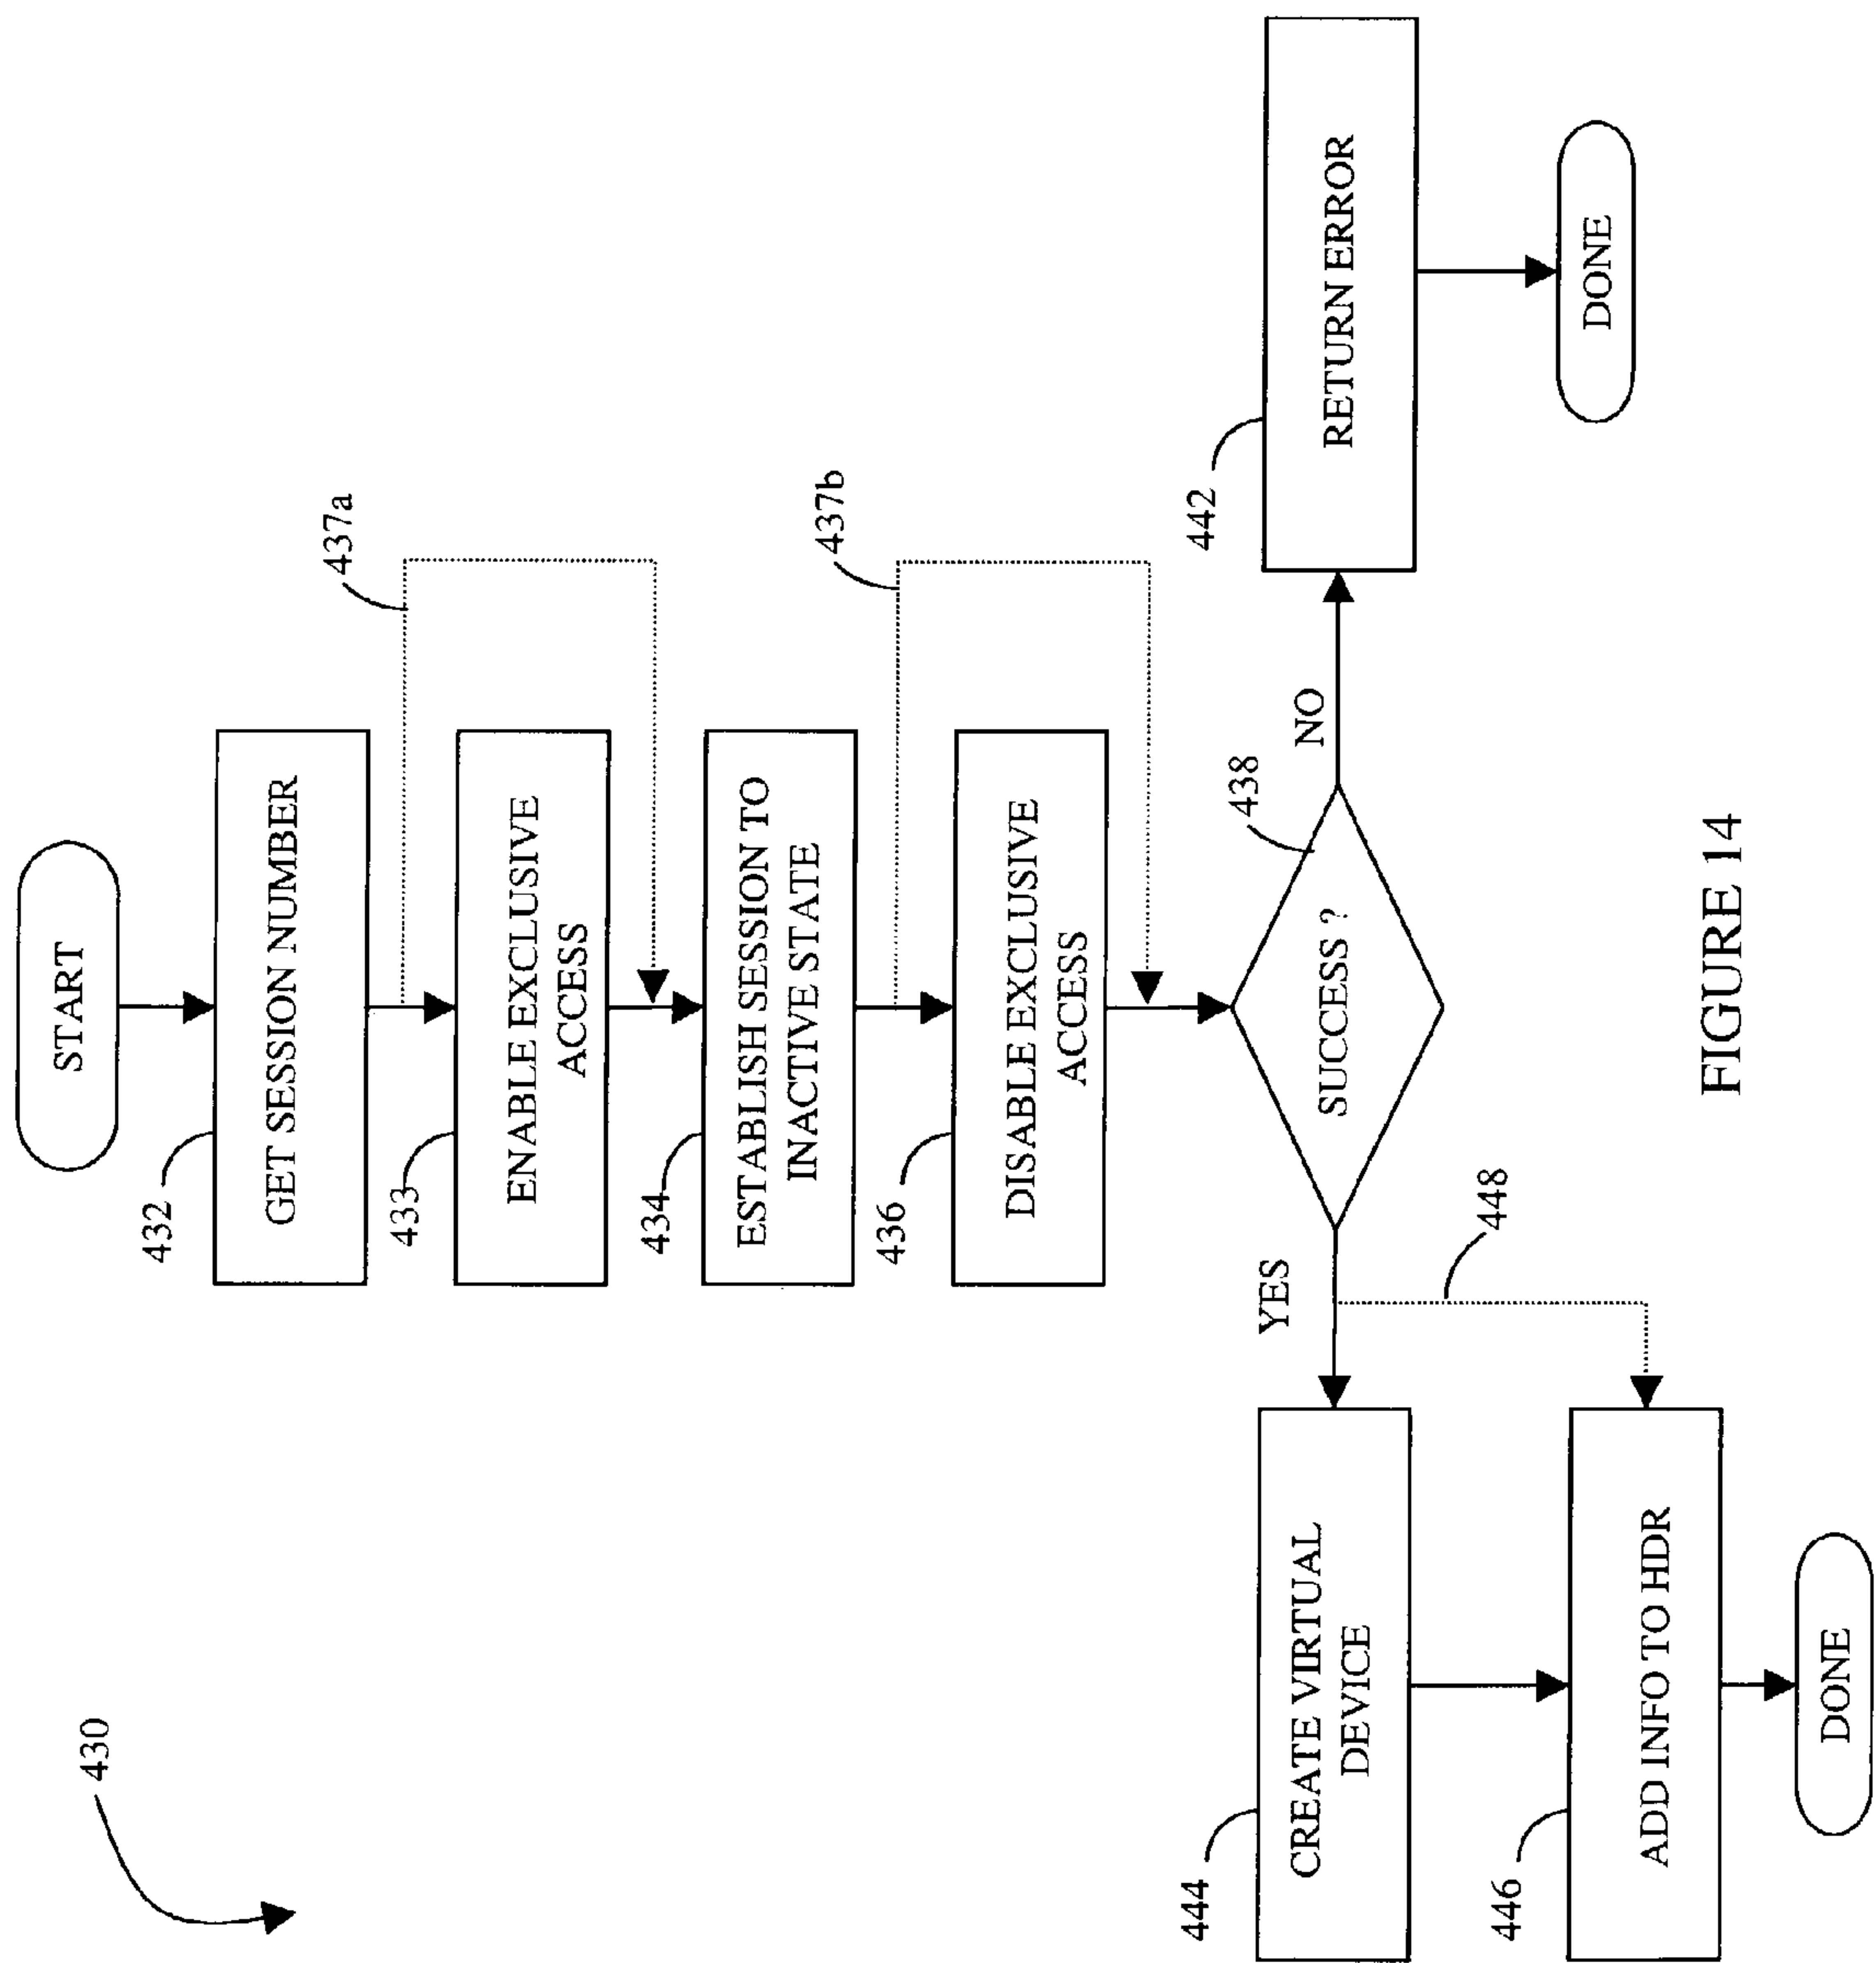 430
START
432
GET SESSION NUMBER
437a
433
ENABLE EXCLUSIVE
ACCESS
434
ESTABLISH SESSION TO
INACTIVE STATE
437b
436
DISABLE EXCLUSIVE
ACCESS
438
SUCCESS ?
YES
NO
448
444
CREATE VIRTUAL
DEVICE
442
RETURN ERROR
446
ADD INFO TO HDR
DONE
DONE
FIGURE 14